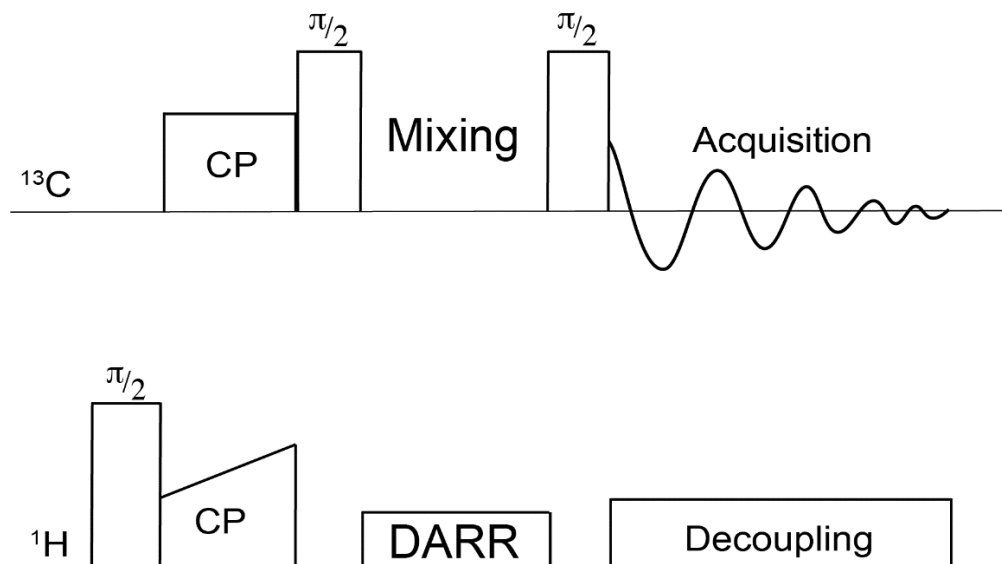 π/2 π/2
¹³C CP Mixing Acquisition
π/2
¹H CP DARR Decoupling